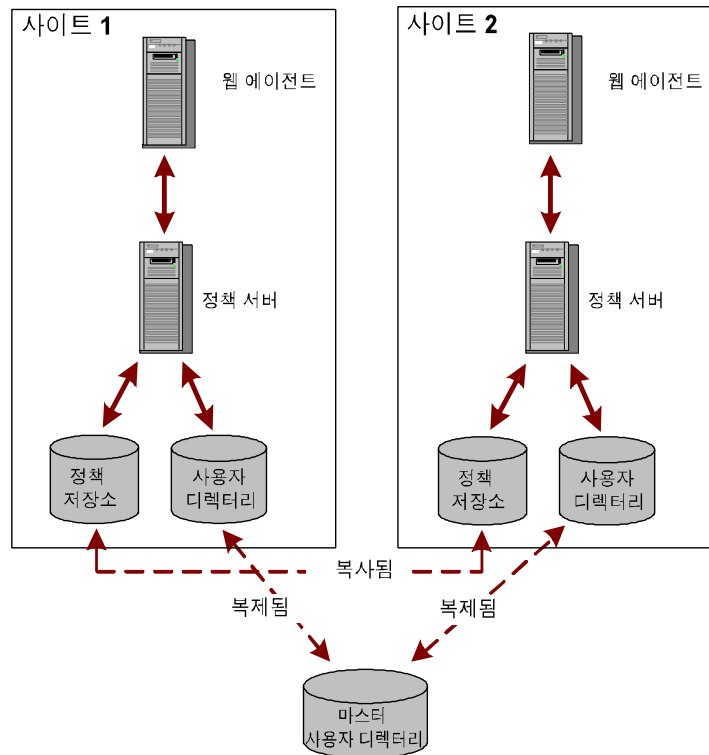 사이트 1
웹 에이전트
정책 서버
정책
저장소
사용자
디렉터리
사이트 2
웹 에이전트
정책 서버
정책
저장소
사용자
디렉터리
복사됨
복제됨
복제됨
마스터
사용자 디렉터리